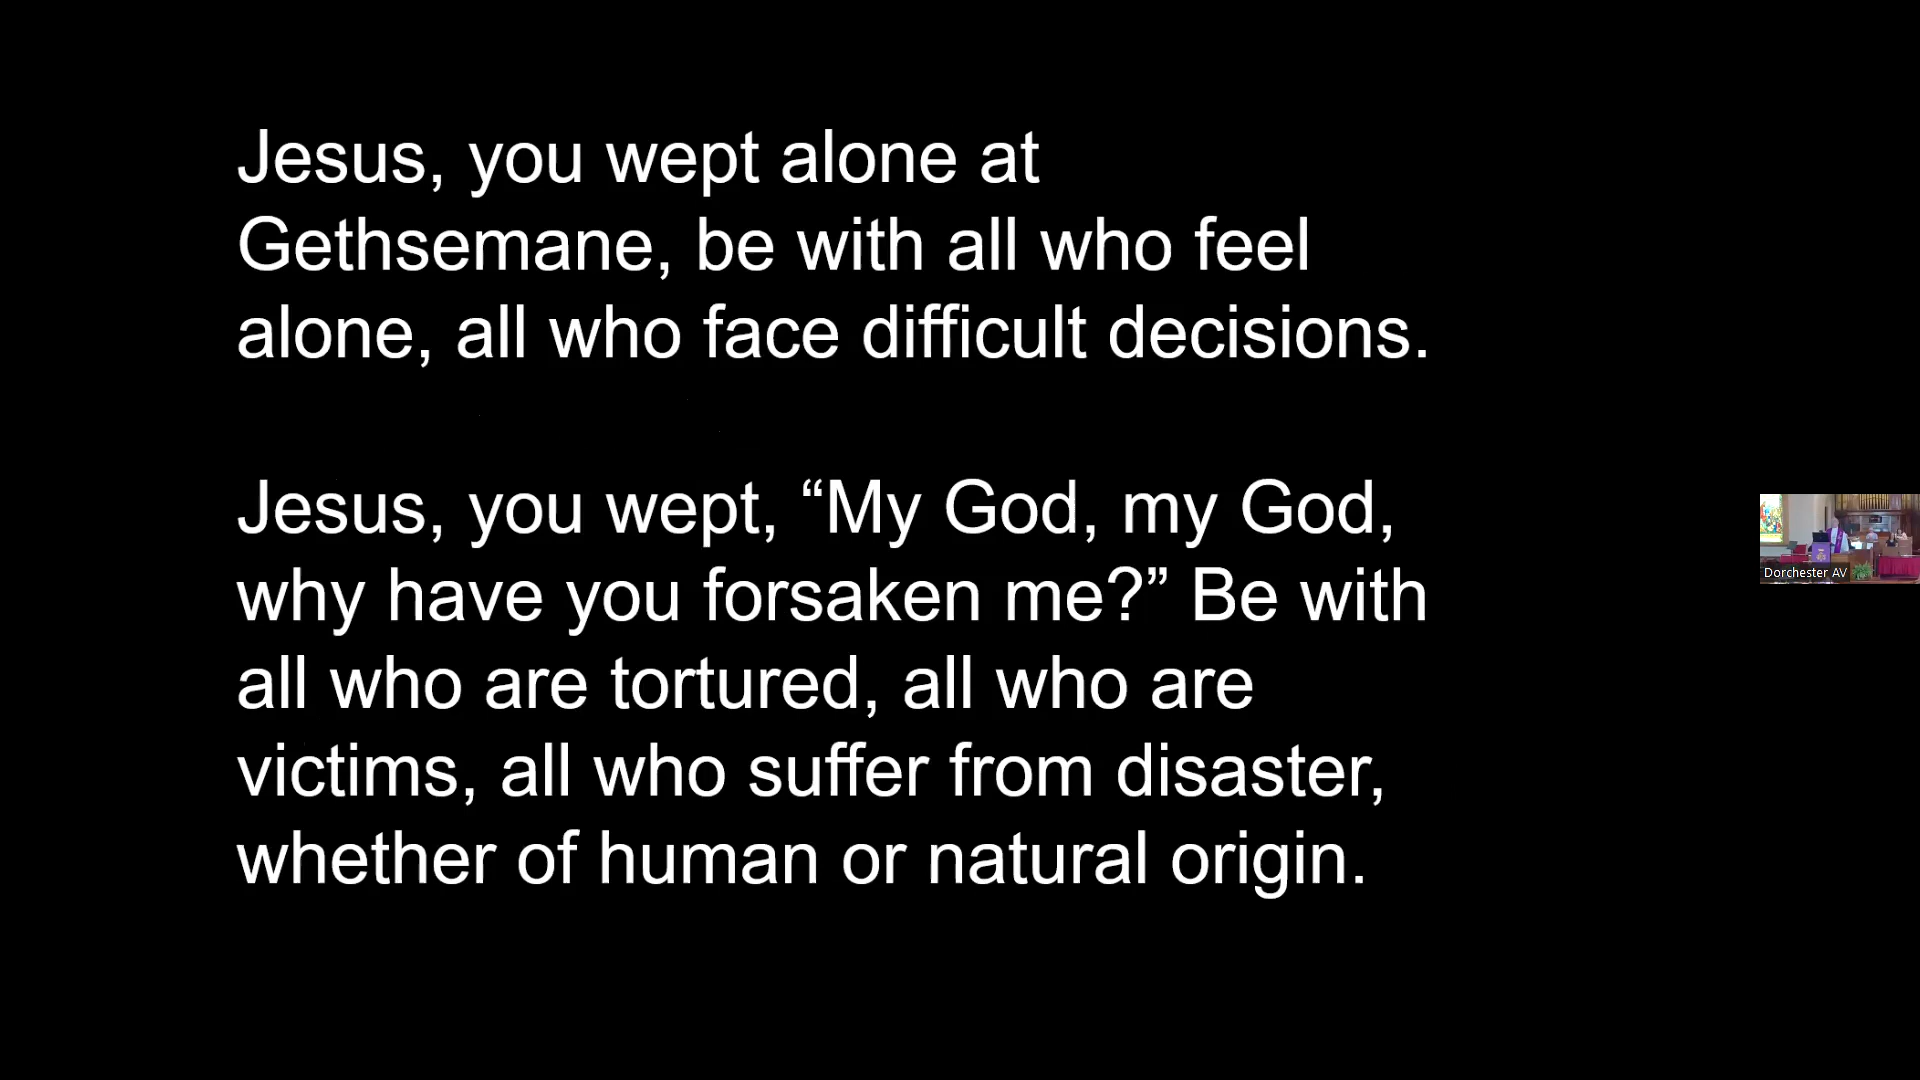 Jesus, you wept alone at
Gethsemane, be with all who feel
alone, all who face difficult decisions.
Jesus, you wept, “My God, my God,
why have you forsaken me?” Be with
all who are tortured, all who are
victims, all who suffer from disaster,
whether of human or natural origin.
Dorchester AV